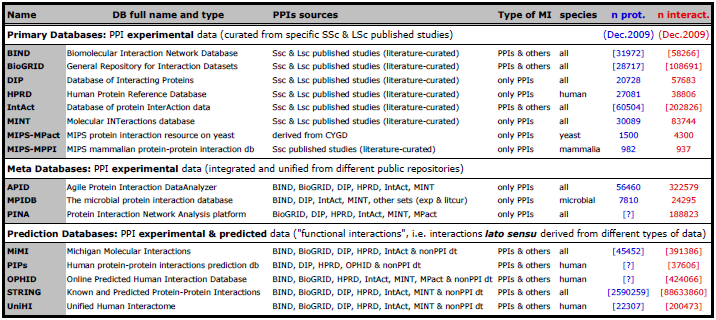 Name DB full name and type PPIs sources Type of MI species n prot. n interact.
Primary Databases: PPI experimental data (curated from specific SSc & LSc published studies) (Dec.2009) (Dec.2009)
BIND Biomolecular Interaction Network Database Ssc & Lsc published studies (literature-curated) PPIs & others all [31972] [58266]
BioGRID General Repository for Interaction Datasets Ssc & Lsc published studies (literature-curated) PPIs & others all [28717] [108691]
DIP Database of Interacting Proteins Ssc & Lsc published studies (literature-curated) only PPIs all 20728 57683
HPRD Human Protein Reference Database Ssc & Lsc published studies (literature-curated) only PPIs human 27081 38806
IntAct Database of protein InterAction data Ssc & Lsc published studies (literature-curated) PPIs & others all [60504] [202826]
MINT Molecular INTeractions database Ssc & Lsc published studies (literature-curated) only PPIs all 30089 83744
MIPS-MPact MIPS protein interaction resource on yeast derived from CYGD only PPIs yeast 1500 4300
MIPS-MPPI MIPS mammalian protein-protein interaction db Ssc published studies (literature-curated) only PPIs mammalia 982 937
Meta Databases: PPI experimental data (integrated and unified from different public repositories)
APID Agile Protein Interaction DataAnalyzer BIND, BioGRID, DIP, HPRD, IntAct, MINT only PPIs all 56460 322579
MPIDB The microbial protein interaction database BIND, DIP, IntAct, MINT, other sets (exp & litcur) only PPIs microbial 7810 24295
PINA Protein Interaction Network Analysis platform BioGRID, DIP, HPRD, IntAct, MINT, MPact only PPIs all [?] 188823
Prediction Databases: PPI experimental & predicted data ("functional interactions", i.e. interactions lato sensu derived from different types of data)
MiMI Michigan Molecular Interactions BIND, BioGRID, DIP, HPRD, IntAct & nonPPI dt PPIs & others all [45452] [391386]
PIPs Human protein-protein interactions prediction db BIND, DIP, HPRD, OPHID & nonPPI dt PPIs & others human [?] [37606]
OPHID Online Predicted Human Interaction Database BIND, BioGRID, HPRD, IntAct, MINT, MPact & nonPPI dt PPIs & others human [?] [424066]
STRING Known and Predicted Protein-Protein Interactions BIND, BioGRID, DIP, HPRD, IntAct, MINT & nonPPI dt PPIs & others all [2590259] [88633860]
UniHI Unified Human Interactome BIND, BioGRID, DIP, HPRD, IntAct, MINT & nonPPI dt PPIs & others human [22307] [200473]